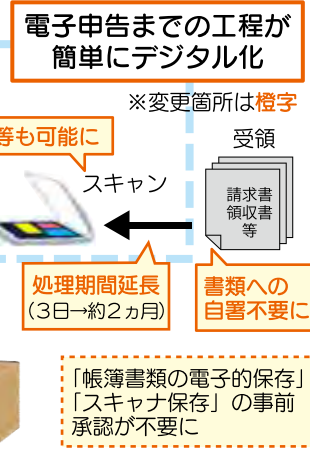 電子申告までの工程が
簡単にデジタル化
※変更箇所は橙字
等も可能に
受領
スキャン
請求書
領収書
等
処理期間延長
(3日→約2ヵ月)
書類への
自署不要に
「帳簿書類の電子的保存」
「スキャナ保存」の事前
承認が不要に